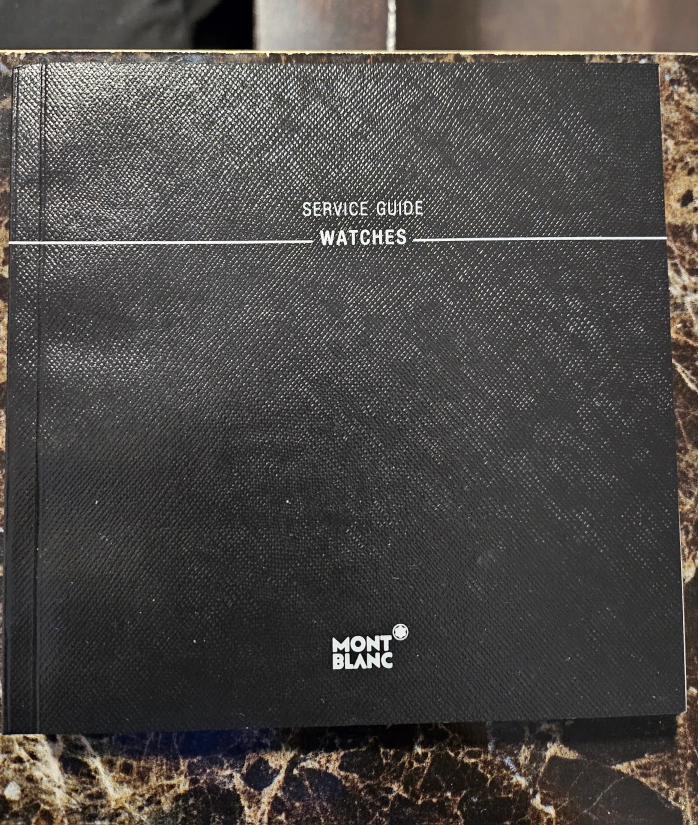 SERVICE GUIDE
WATCHES
MONT
BLANC